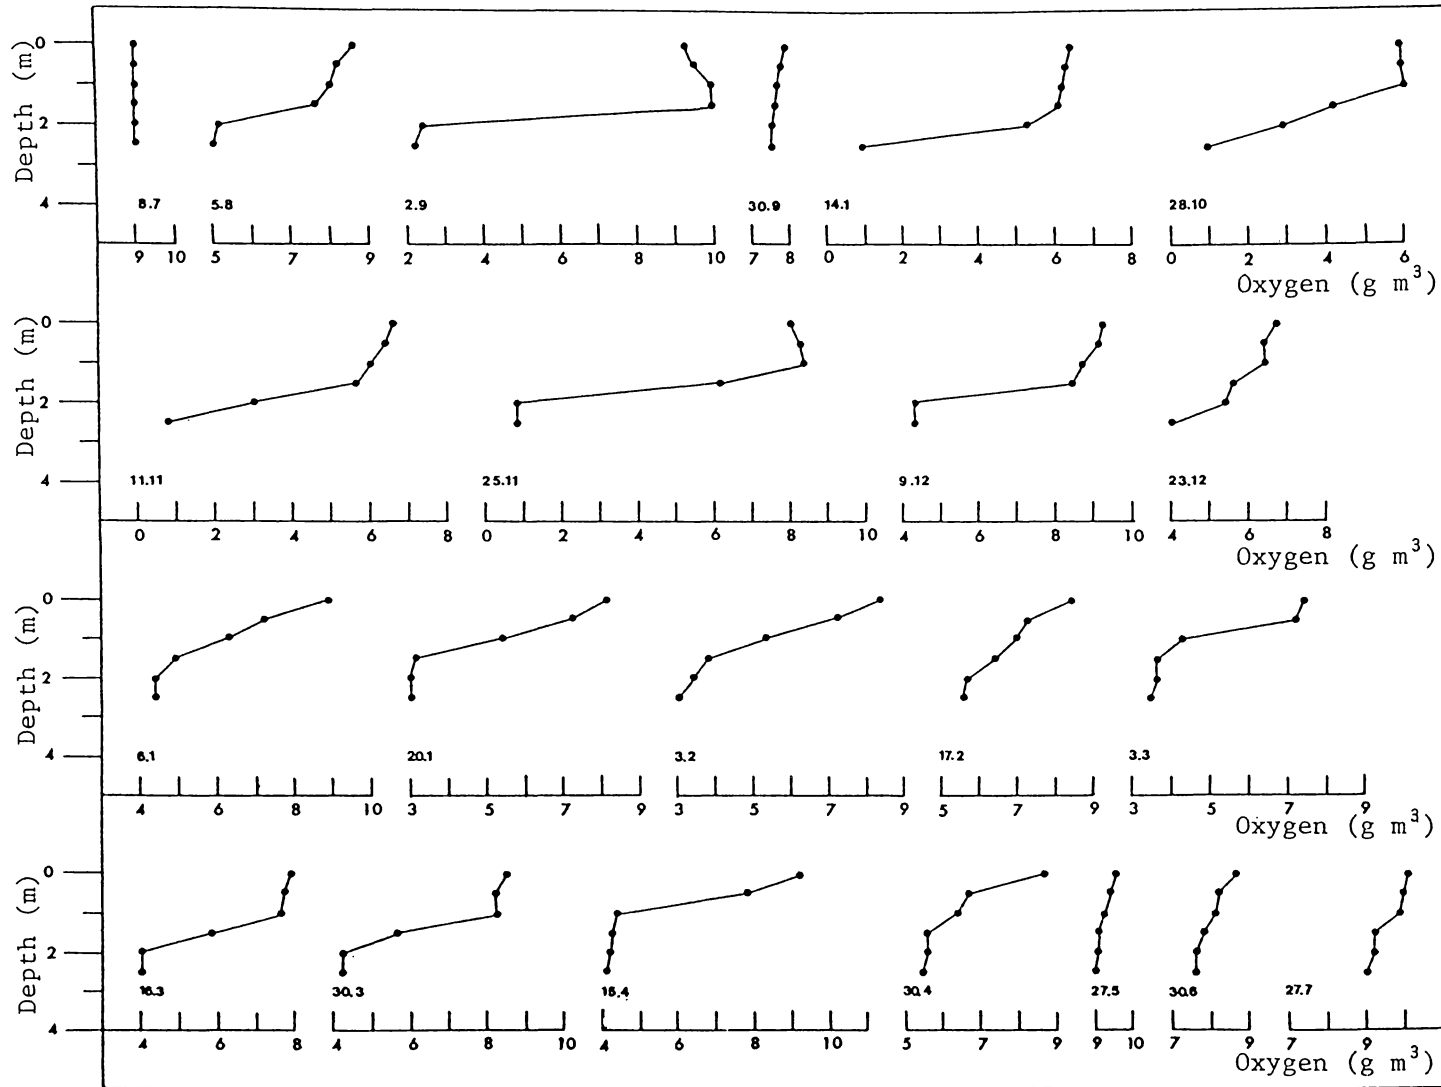 Depth (m)
0
2
4
8.7 5.8 2.9 30.9 14.1 28.10
9 10 5 7 9 2 4 6 8 10 7 8 0 2 4 6 8 0 2 4 6
Oxygen (g m³)
Depth (m)
0
2
4
11.11 25.11 9.12 23.12
0 2 4 6 8 0 2 4 6 8 10 4 6 8 10 4 6 8
Oxygen (g m³)
Depth (m)
0
2
4
6.1 20.1 3.2 17.2 3.3
4 6 8 10 3 5 7 9 3 5 7 9 5 7 9 3 5 7 9
Oxygen (g m³)
Depth (m)
0
2
4
16.3 30.3 18.4 30.4 27.5 30.6 27.7
4 6 8 4 6 8 10 4 6 8 10 5 7 9 9 10 7 9 7 9
Oxygen (g m³)